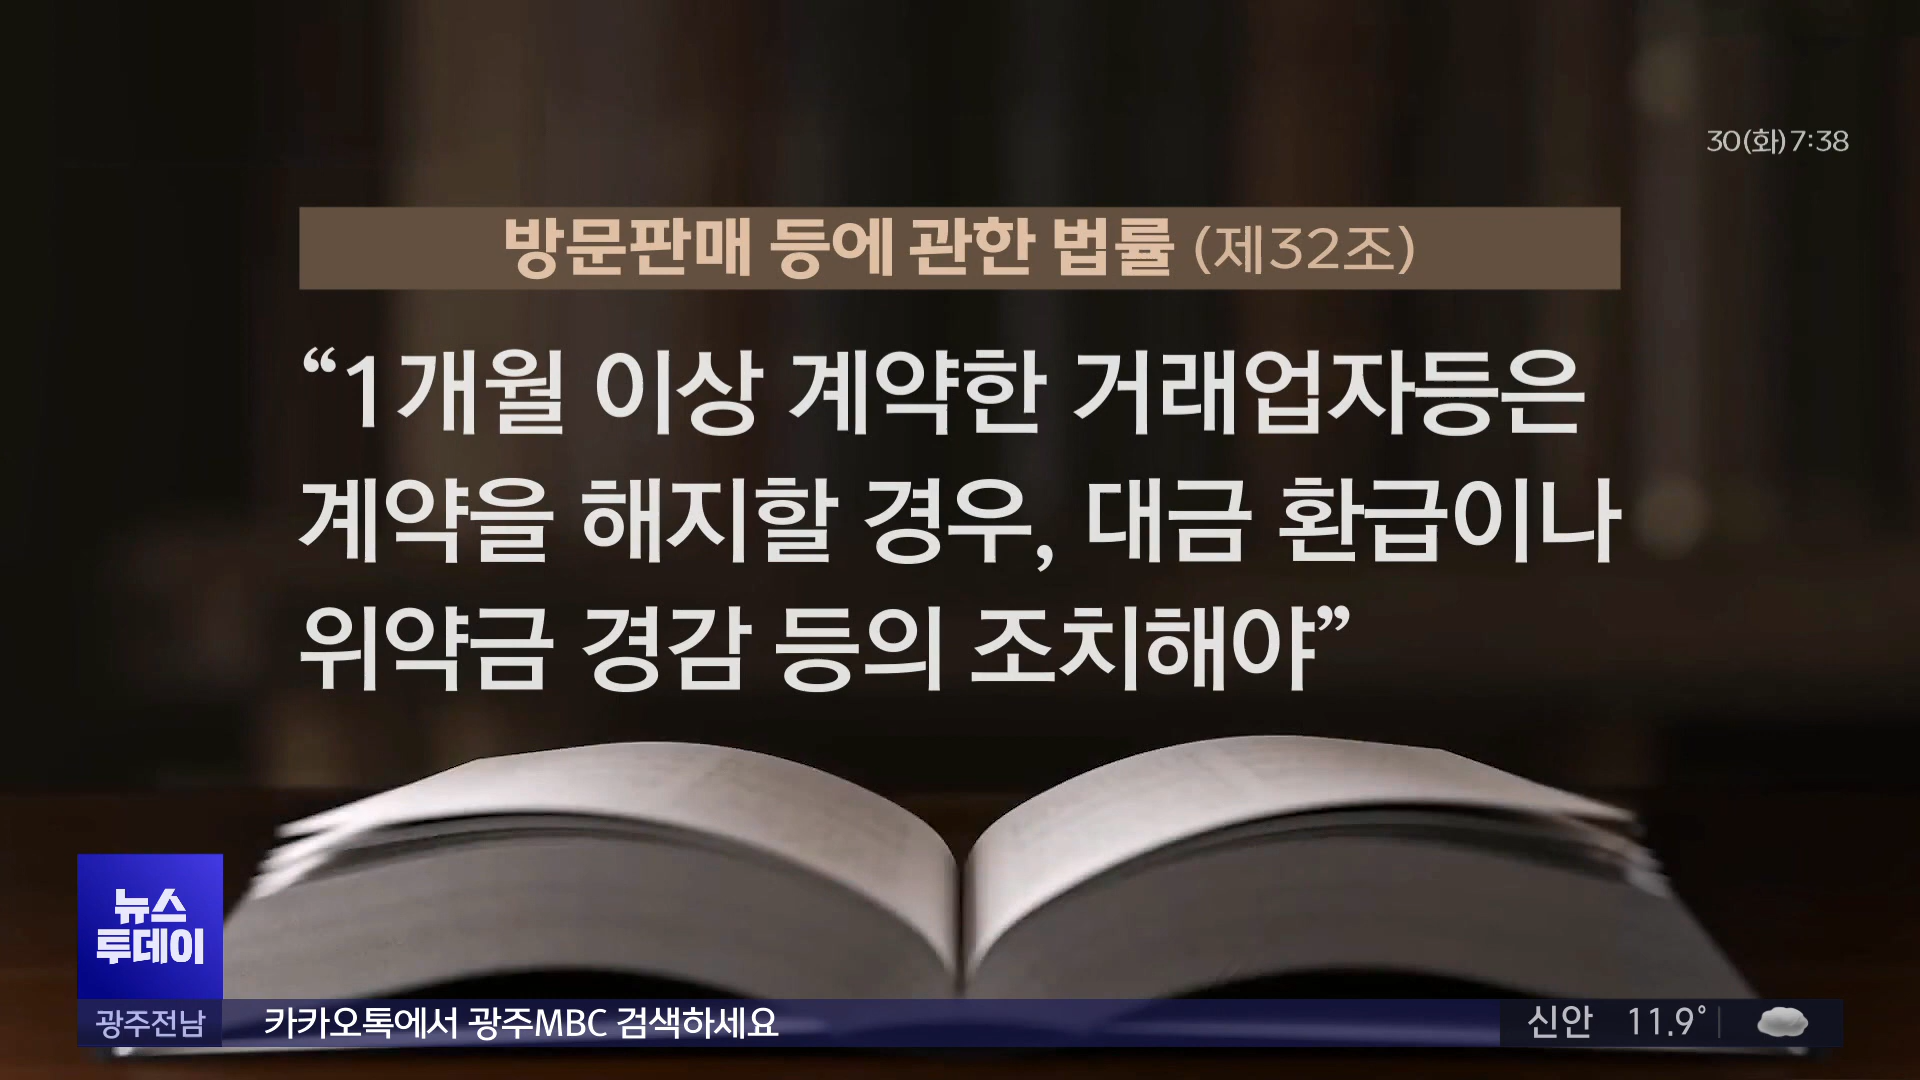 30(화) 7:38
방문판매 등에 관한 법률 (제32조)
“1개월 이상 계약한 거래업자등은
계약을 해지할 경우, 대금 환급이나
위약금 경감 등의 조치해야”
뉴스
투데이
광주전남 카카오톡에서 광주MBC 검색하세요 신안 11.9°